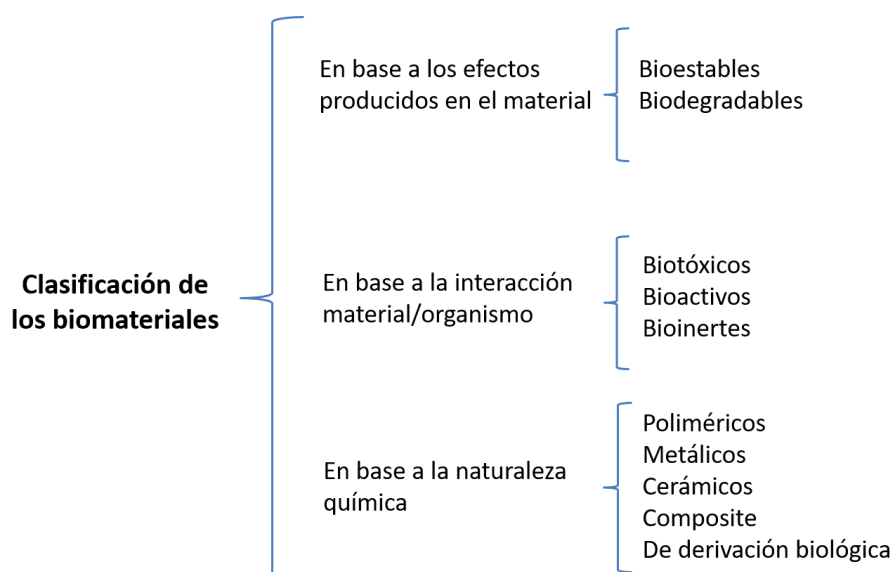 Clasificación de
los biomateriales
En base a los efectos
producidos en el material
Bioestables
Biodegradables
En base a la interacción
material/organismo
Biotóxicos
Bioactivos
Bioinertes
En base a la naturaleza
química
Poliméricos
Metálicos
Cerámicos
Composite
De derivación biológica